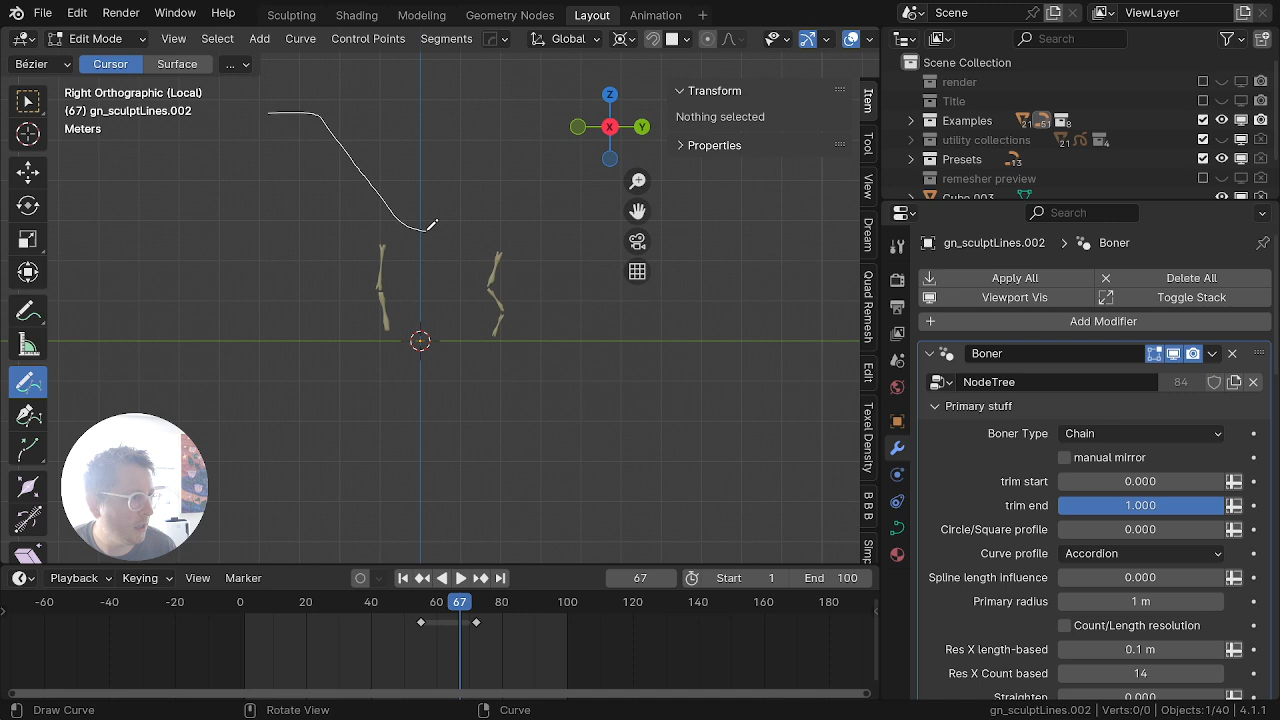 File Edit Render Window Help Sculpting Shading Modeling Geometry Nodes Layout Animation Scene ViewLayer
Edit Mode View Select Add Curve Control Points Segments Global Search
Bézier Cursor Surface ... Scene Collection
Right Orthographic (Local)
(67) gn_sculptLines.002
Meters
Z
Y
X
Transform
Nothing selected
Properties
Item
Tool
View
Dream
Quad Remesh
Edit
Texel Density
B B B
Simp
render
Title
Examples 21 51 8
utility collections 21 4
Presets 13
remesher preview
Cube.003
Search
gn_sculptLines.002 Boner
Apply All Delete All
Viewport Vis Toggle Stack
Add Modifier
Boner
NodeTree 84
Primary stuff
Boner Type Chain
manual mirror
trim start 0.000
trim end 1.000
Circle/Square profile 0.000
Curve profile Accordion
Spline length influence 0.000
Primary radius 1 m
Count/Length resolution
Res X length-based 0.1 m
Res X Count based 14
Straighten 0.000
Playback Keying View Marker 67 Start 1 End 100
-60 -40 -20 0 20 40 60 67 80 100 120 140 160 180
Draw Curve Rotate View Curve gn_sculptLines.002 | Verts:0/0 | Objects:1/40 | 4.1.1